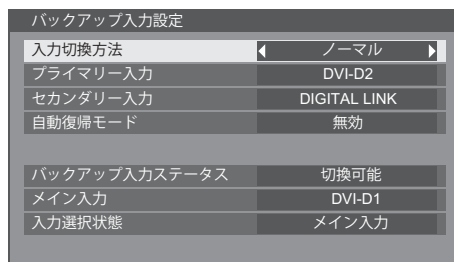 バックアップ入力設定
入力切換方法 ノーマル
プライマリー入力 DVI-D2
セカンダリー入力 DIGITAL LINK
自動復帰モード 無効
バックアップ入力ステータス 切換可能
メイン入力 DVI-D1
入力選択状態 メイン入力